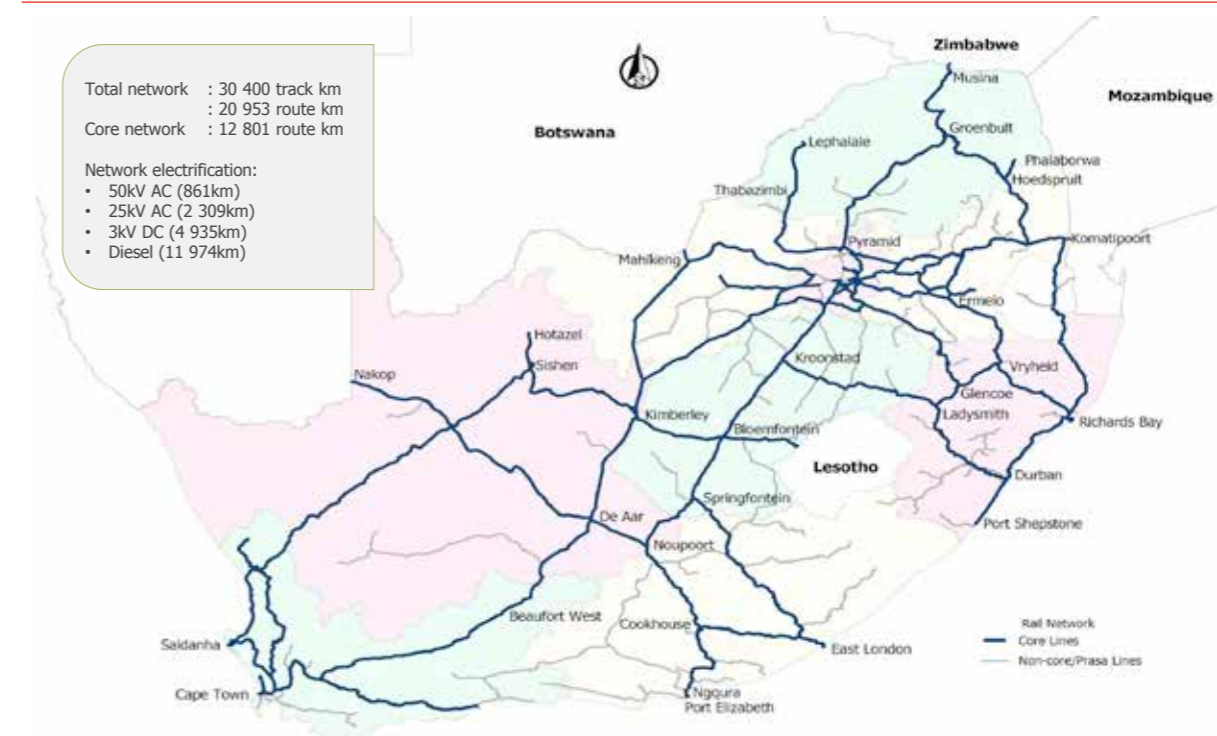 Total network : 30 400 track km
: 20 953 route km
Core network : 12 801 route km
Network electrification:
• 50kV AC (861km)
• 25kV AC (2 309km)
• 3kV DC (4 935km)
• Diesel (11 974km)
Zimbabwe
Musina
Mozambique
Botswana
Groenbult
Lephalale
Phalaborwa
Hoedspruit
Thabazimbi
Pyramid
Komatipoort
Mahikeng
Ermelo
Hotazel
Sishen
Kroonstad
Vryheid
Nakop
Glencoe
Kimberley
Ladysmith
Richards Bay
Bloemfontein
Lesotho
Durban
Springfontein
De Aar
Port Shepstone
Noupoort
Beaufort West
Cookhouse
Rail Network
Core Lines
Saldanha
East London
Non-core/Prasa Lines
Cape Town
Ngqura
Port Elizabeth